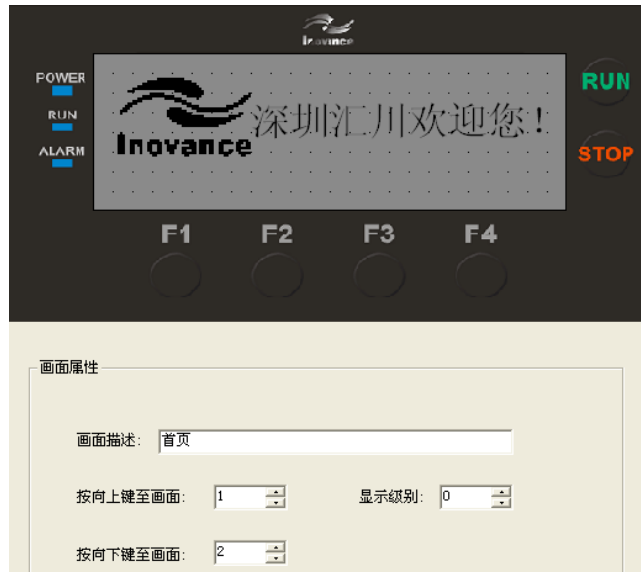 Inovance
POWER
RUN
ALARM
Inovance
深圳汇川欢迎您!
RUN
STOP
F1 F2 F3 F4
画面属性
画面描述: 首页
按向上键至画面: 1 显示级别: 0
按向下键至画面: 2